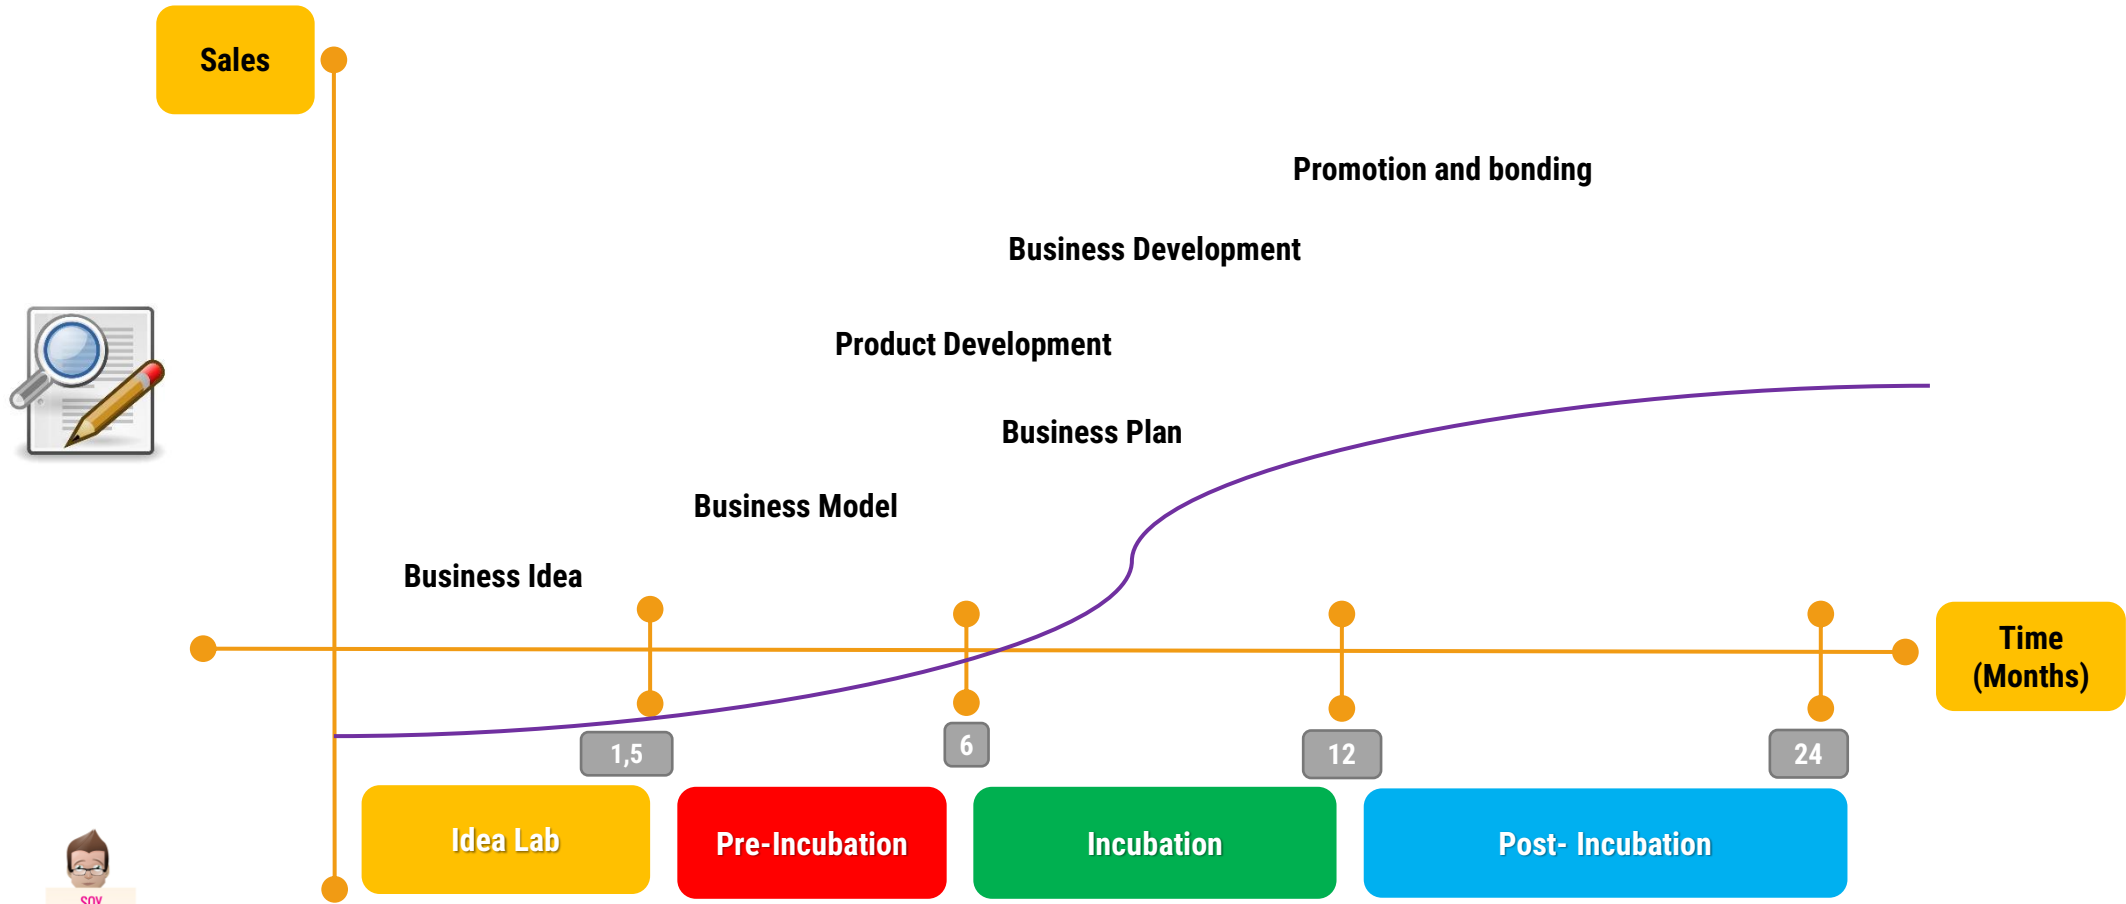 Sales
Promotion and bonding
Business Development
Product Development
Business Plan
Business Model
Business Idea
Time
(Months)
1,5
6
12
24
Idea Lab
Pre-Incubation
Incubation
Post- Incubation
SOY